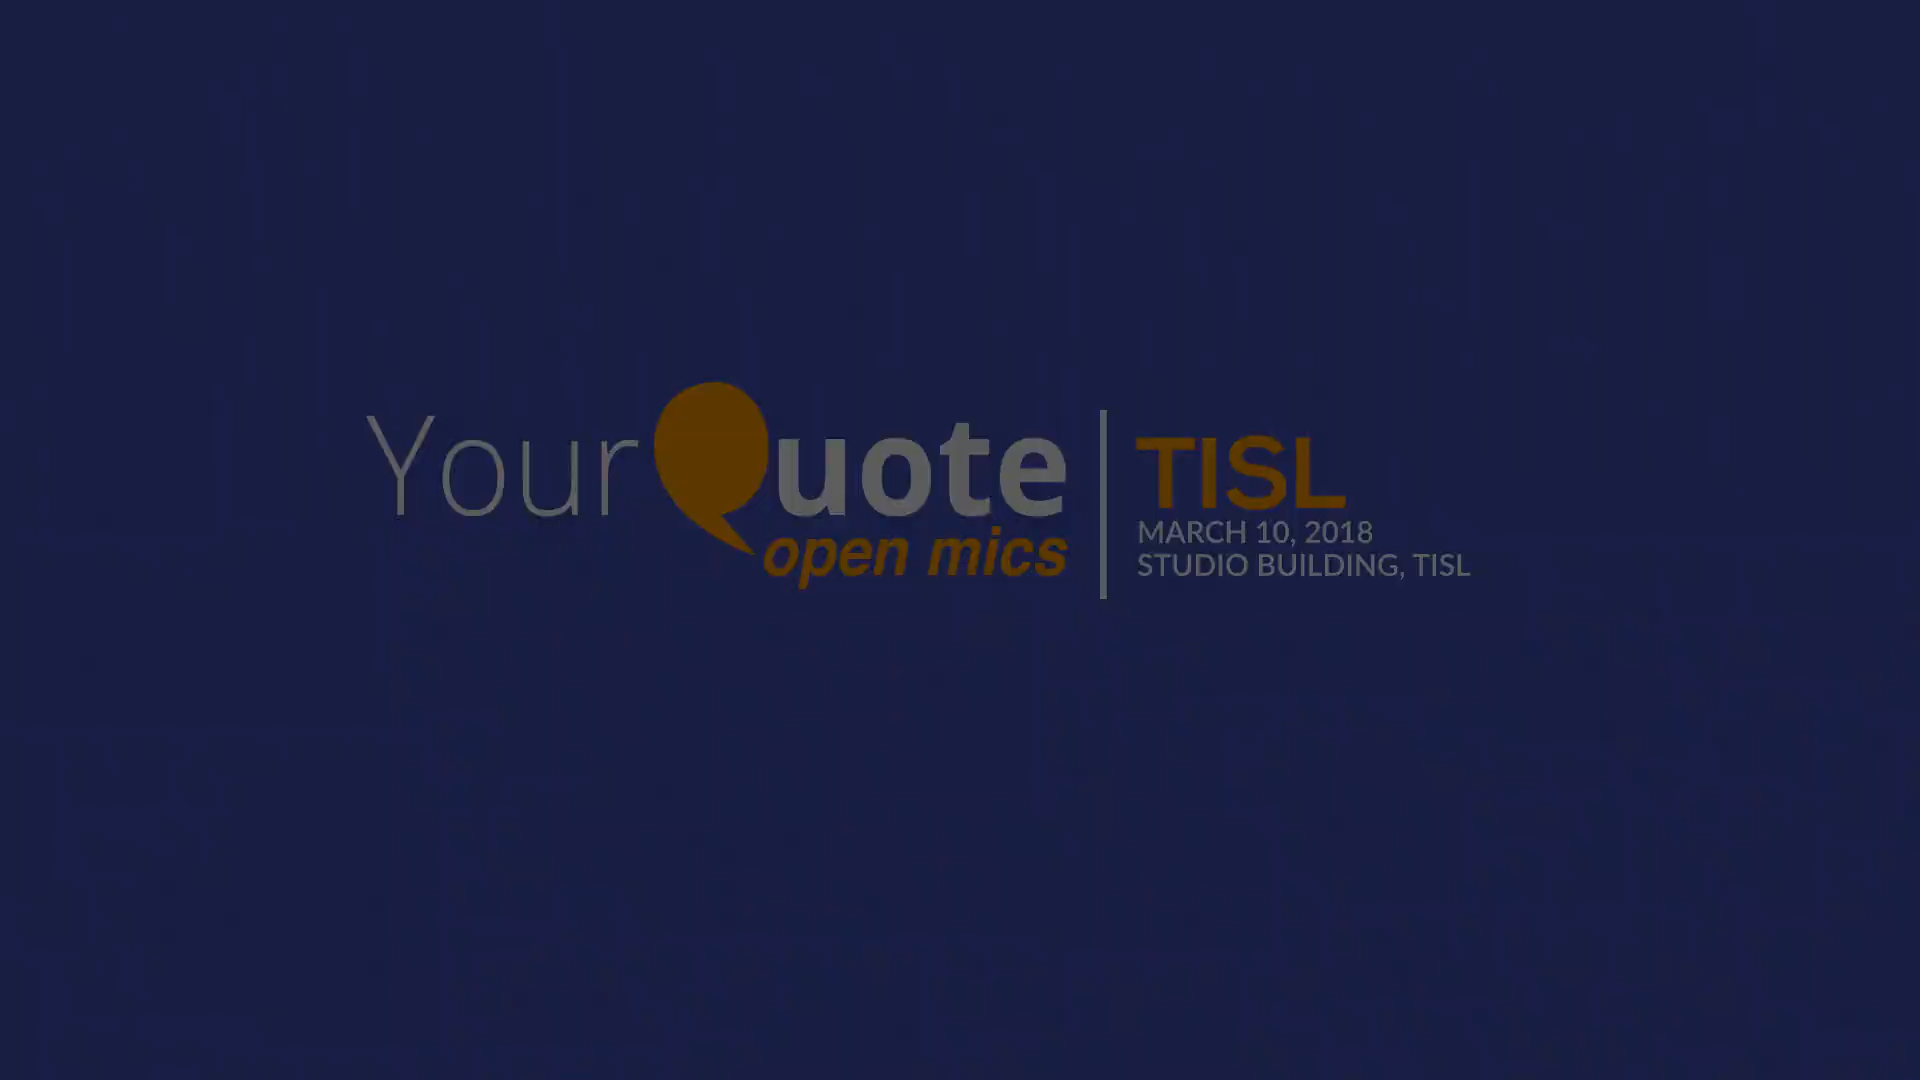 YourQuote
open mics
TISL
MARCH 10, 2018
STUDIO BUILDING, TISL